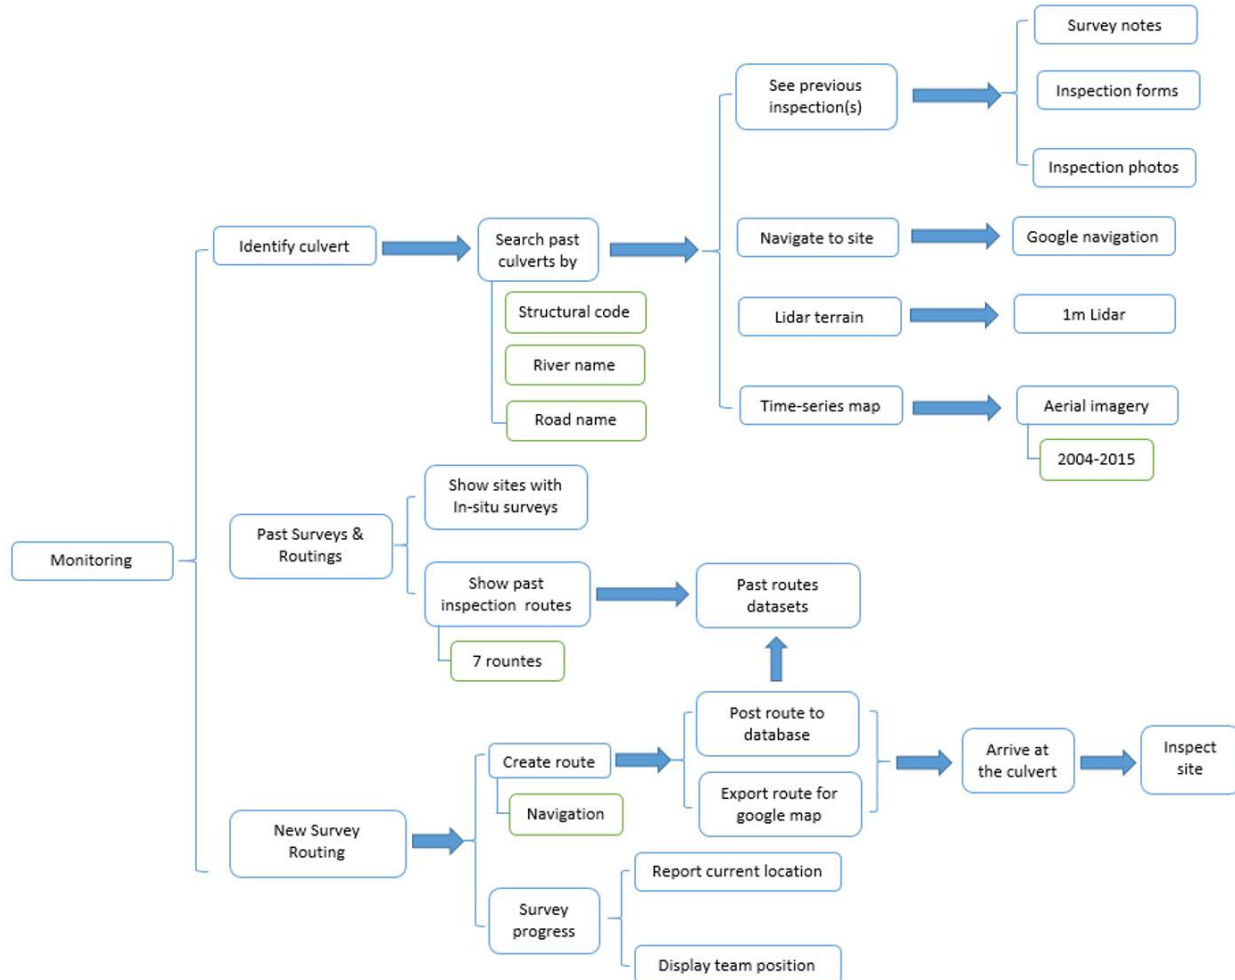 Monitoring
Identify culvert
Search past
culverts by
Structural code
River name
Road name
See previous
inspection(s)
Survey notes
Inspection forms
Inspection photos
Navigate to site
Google navigation
Lidar terrain
1m Lidar
Time-series map
Aerial imagery
2004-2015
Past Surveys &
Routings
Show sites with
In-situ surveys
Show past
inspection routes
7 rountes
Past routes
datasets
New Survey
Routing
Create route
Navigation
Post route to
database
Export route for
google map
Arrive at
the culvert
Inspect
site
Survey
progress
Report current location
Display team position